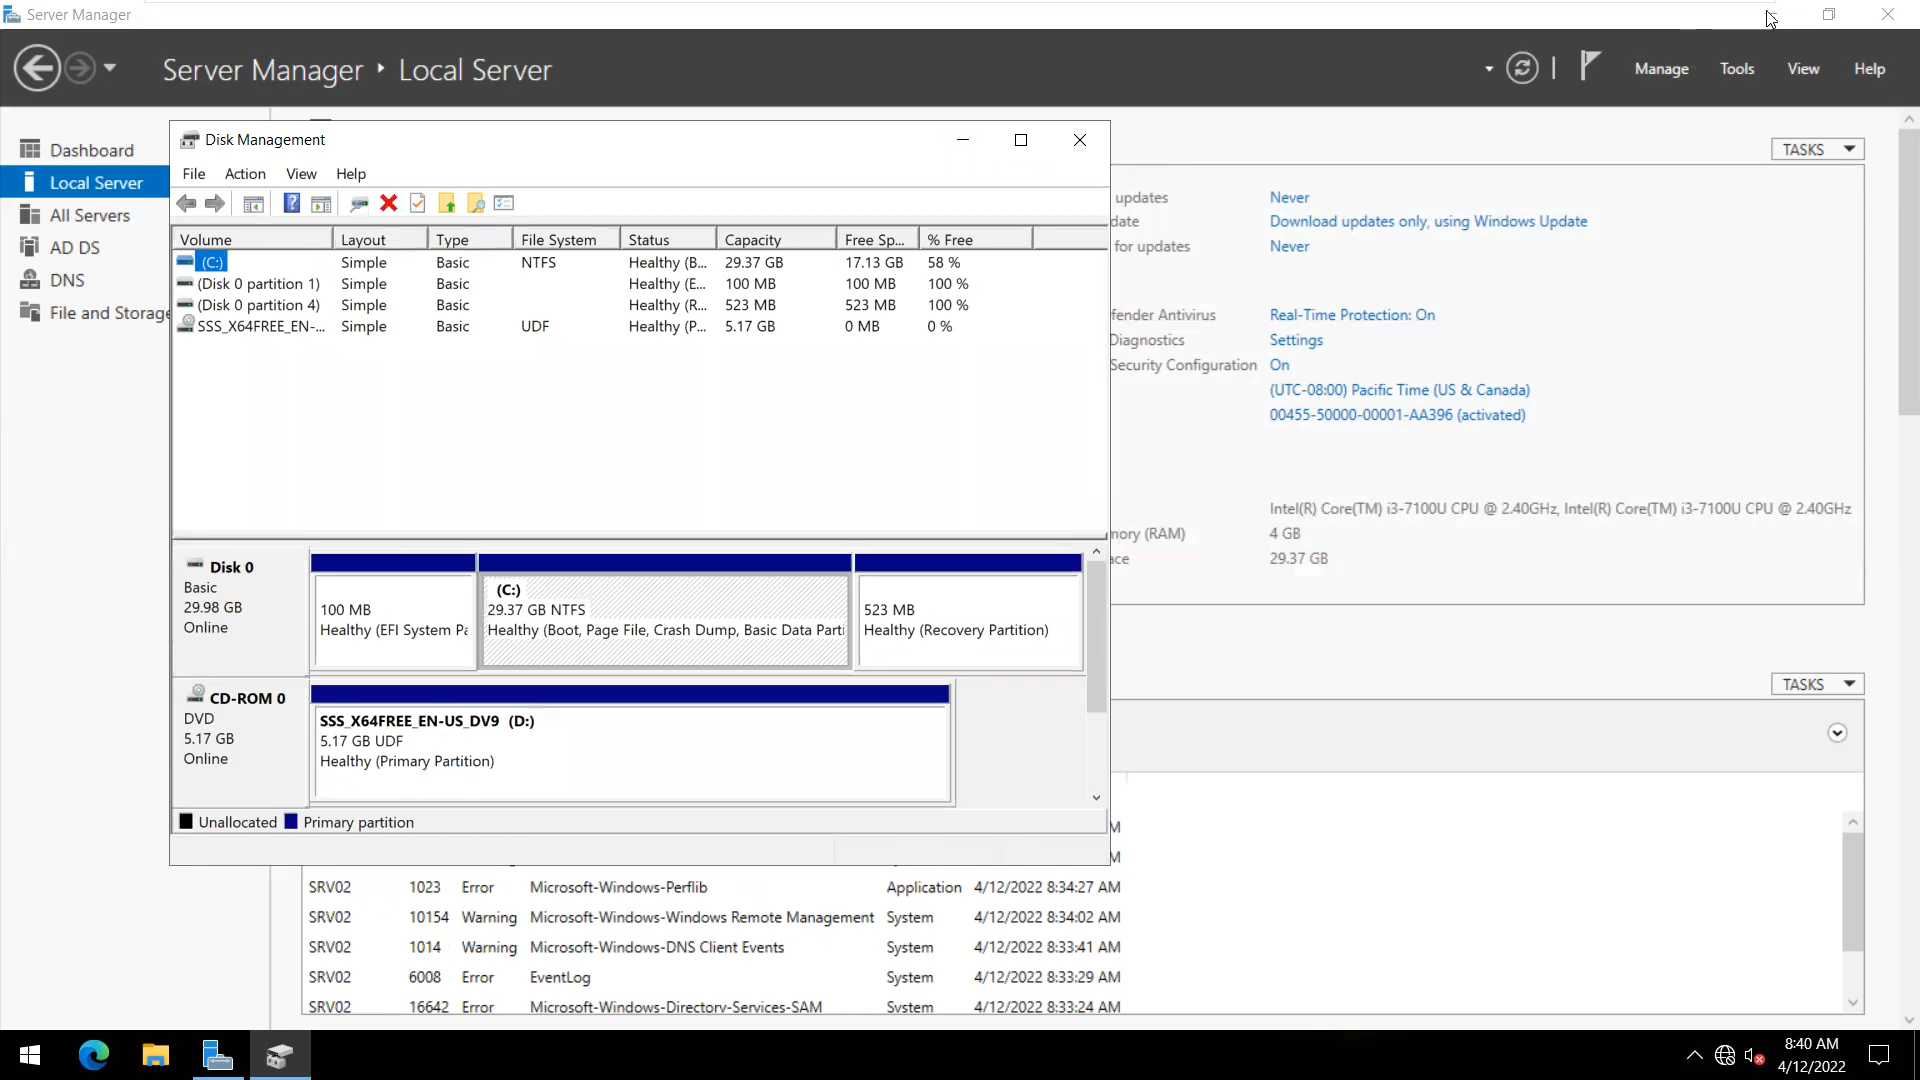 Server Manager
Server Manager • Local Server
Manage Tools View Help
Dashboard
Local Server
All Servers
AD DS
DNS
File and Storage
Disk Management
File Action View Help
Volume Layout Type File System Status Capacity Free Sp... % Free
(C:) Simple Basic NTFS Healthy (B... 29.37 GB 17.13 GB 58 %
(Disk 0 partition 1) Simple Basic Healthy (E... 100 MB 100 MB 100 %
(Disk 0 partition 4) Simple Basic Healthy (R... 523 MB 523 MB 100 %
SSS_X64FREE_EN-... Simple Basic UDF Healthy (P... 5.17 GB 0 MB 0 %
Disk 0
Basic
29.98 GB
Online
100 MB
Healthy (EFI System Pa
(C:)
29.37 GB NTFS
Healthy (Boot, Page File, Crash Dump, Basic Data Parti
523 MB
Healthy (Recovery Partition)
CD-ROM 0
DVD
5.17 GB
Online
SSS_X64FREE_EN-US_DV9 (D:)
5.17 GB UDF
Healthy (Primary Partition)
Unallocated Primary partition
TASKS
updates Never
date Download updates only, using Windows Update
for updates Never
fender Antivirus Real-Time Protection: On
Diagnostics Settings
Security Configuration On
(UTC-08:00) Pacific Time (US & Canada)
00455-50000-00001-AA396 (activated)
Intel(R) Core(TM) i3-7100U CPU @ 2.40GHz, Intel(R) Core(TM) i3-7100U CPU @ 2.40GHz
mory (RAM) 4 GB
ace 29.37 GB
TASKS
M
M
SRV02 1023 Error Microsoft-Windows-Perflib Application 4/12/2022 8:34:27 AM
SRV02 10154 Warning Microsoft-Windows-Windows Remote Management System 4/12/2022 8:34:02 AM
SRV02 1014 Warning Microsoft-Windows-DNS Client Events System 4/12/2022 8:33:41 AM
SRV02 6008 Error EventLog System 4/12/2022 8:33:29 AM
SRV02 16642 Error Microsoft-Windows-Directory-Services-SAM System 4/12/2022 8:33:24 AM
8:40 AM
4/12/2022